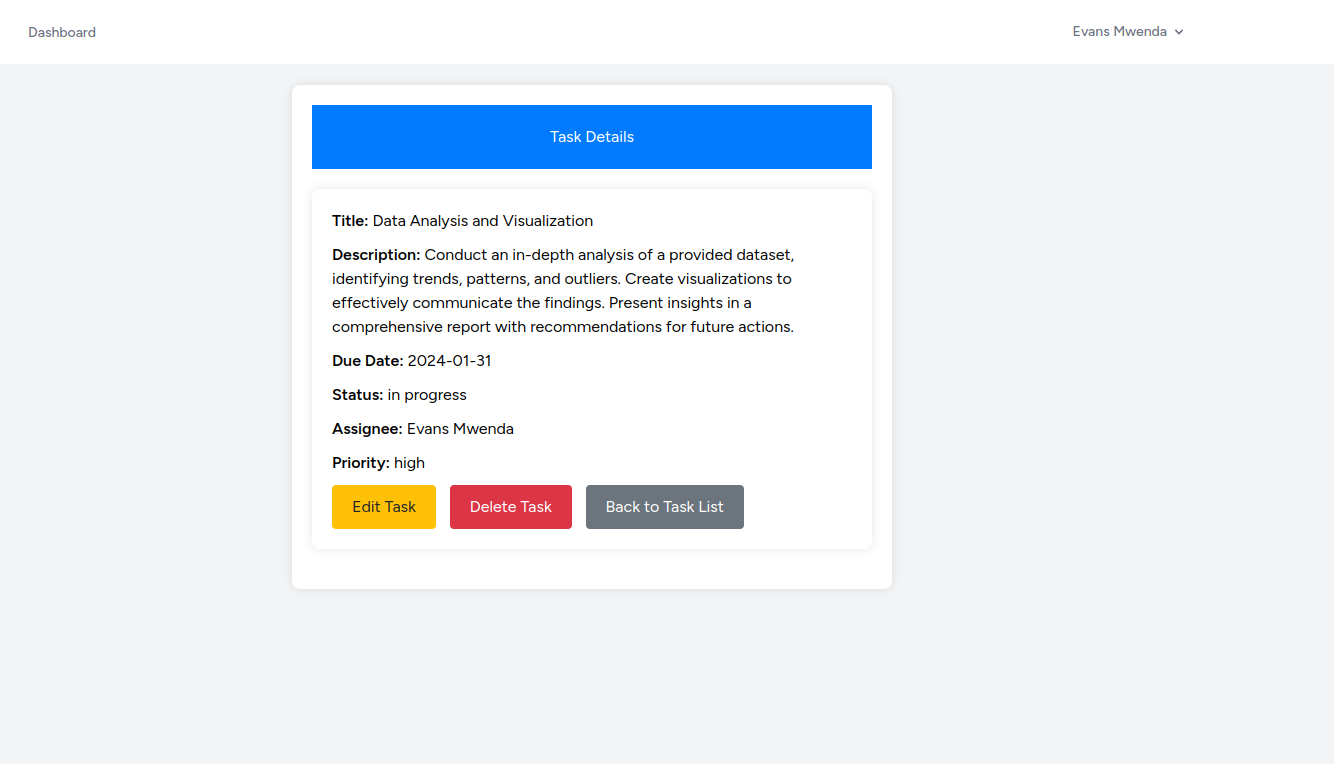 Dashboard
Evans Mwenda
Task Details
Title: Data Analysis and Visualization
Description: Conduct an in-depth analysis of a provided dataset,
identifying trends, patterns, and outliers. Create visualizations to
effectively communicate the findings. Present insights in a
comprehensive report with recommendations for future actions.
Due Date: 2024-01-31
Status: in progress
Assignee: Evans Mwenda
Priority: high
Edit Task
Delete Task
Back to Task List